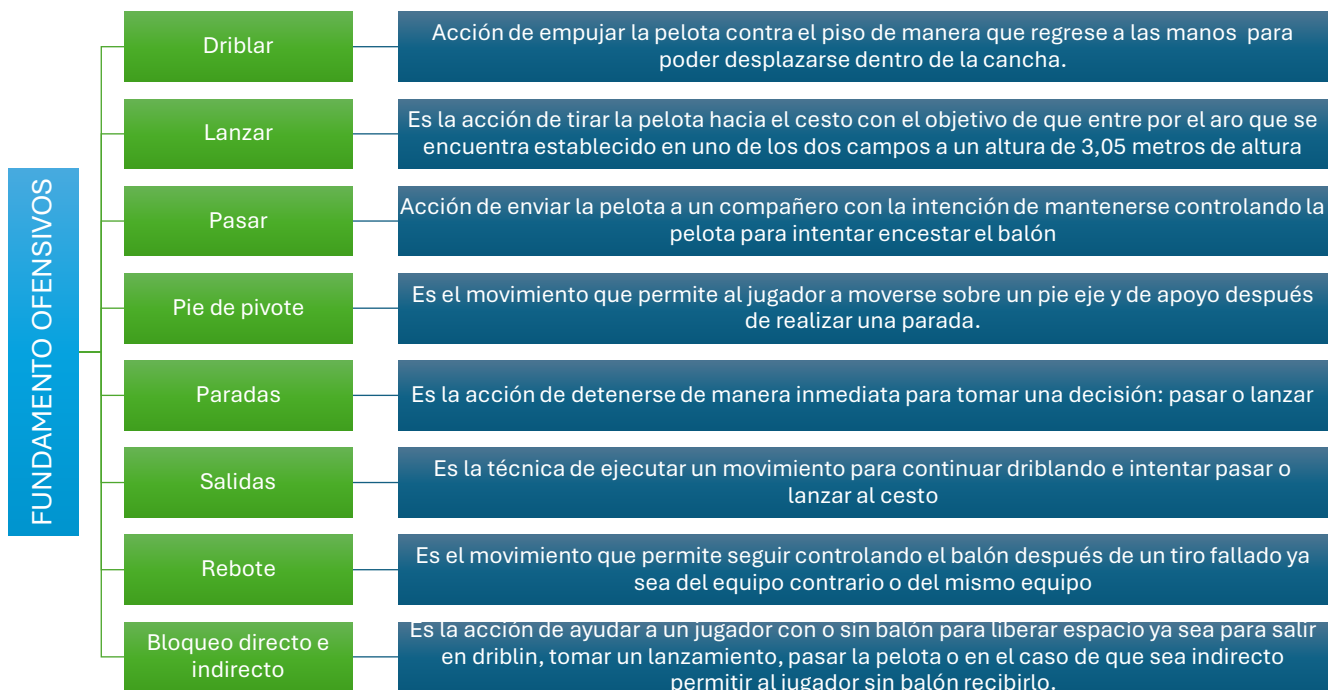 FUNDAMENTO OFENSIVOS
Driblar
Acción de empujar la pelota contra el piso de manera que regrese a las manos para
poder desplazarse dentro de la cancha.
Lanzar
Es la acción de tirar la pelota hacia el cesto con el objetivo de que entre por el aro que se
encuentra establecido en uno de los dos campos a un altura de 3,05 metros de altura
Pasar
Acción de enviar la pelota a un compañero con la intención de mantenerse controlando la
pelota para intentar encestar el balón
Pie de pivote
Es el movimiento que permite al jugador a moverse sobre un pie eje y de apoyo después
de realizar una parada.
Paradas
Es la acción de detenerse de manera inmediata para tomar una decisión: pasar o lanzar
Salidas
Es la técnica de ejecutar un movimiento para continuar driblando e intentar pasar o
lanzar al cesto
Rebote
Es el movimiento que permite seguir controlando el balón después de un tiro fallado ya
sea del equipo contrario o del mismo equipo
Bloqueo directo e
indirecto
Es la acción de ayudar a un jugador con o sin balón para liberar espacio ya sea para salir
en driblin, tomar un lanzamiento, pasar la pelota o en el caso de que sea indirecto
permitir al jugador sin balón recibirlo.